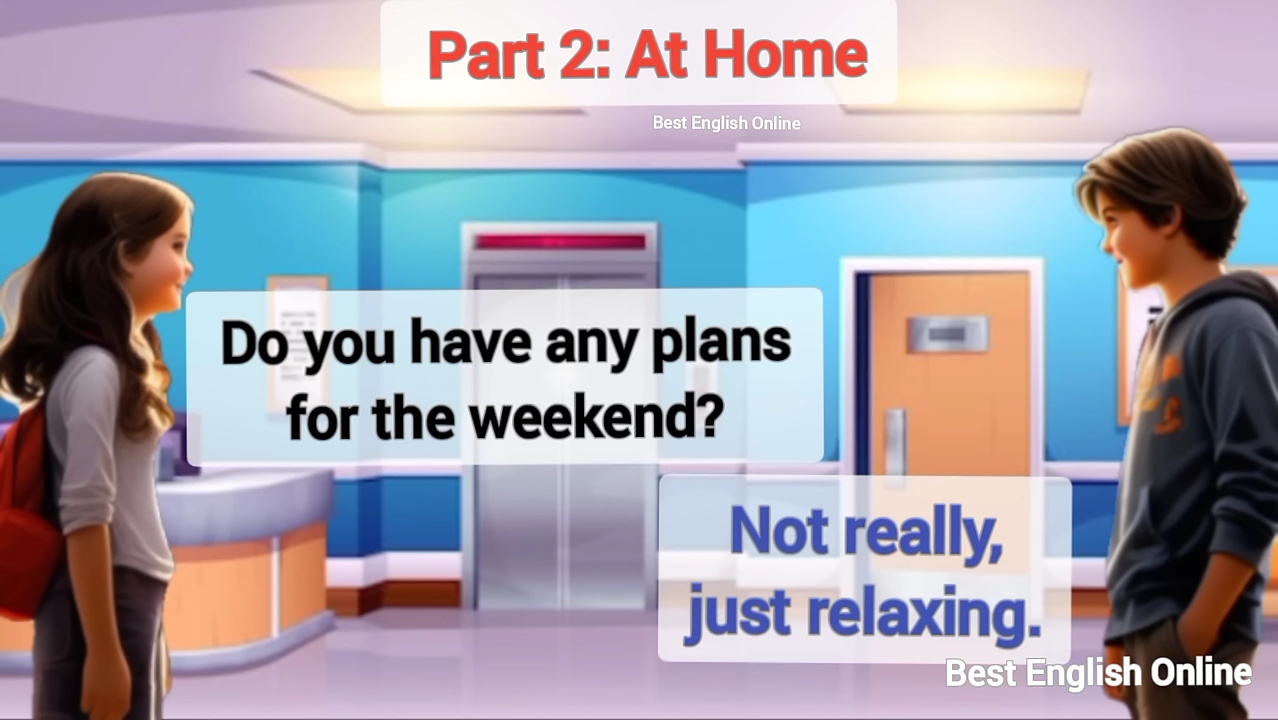 Part 2: At Home
Best English Online
Do you have any plans
for the weekend?
Not really,
just relaxing.
Best English Online